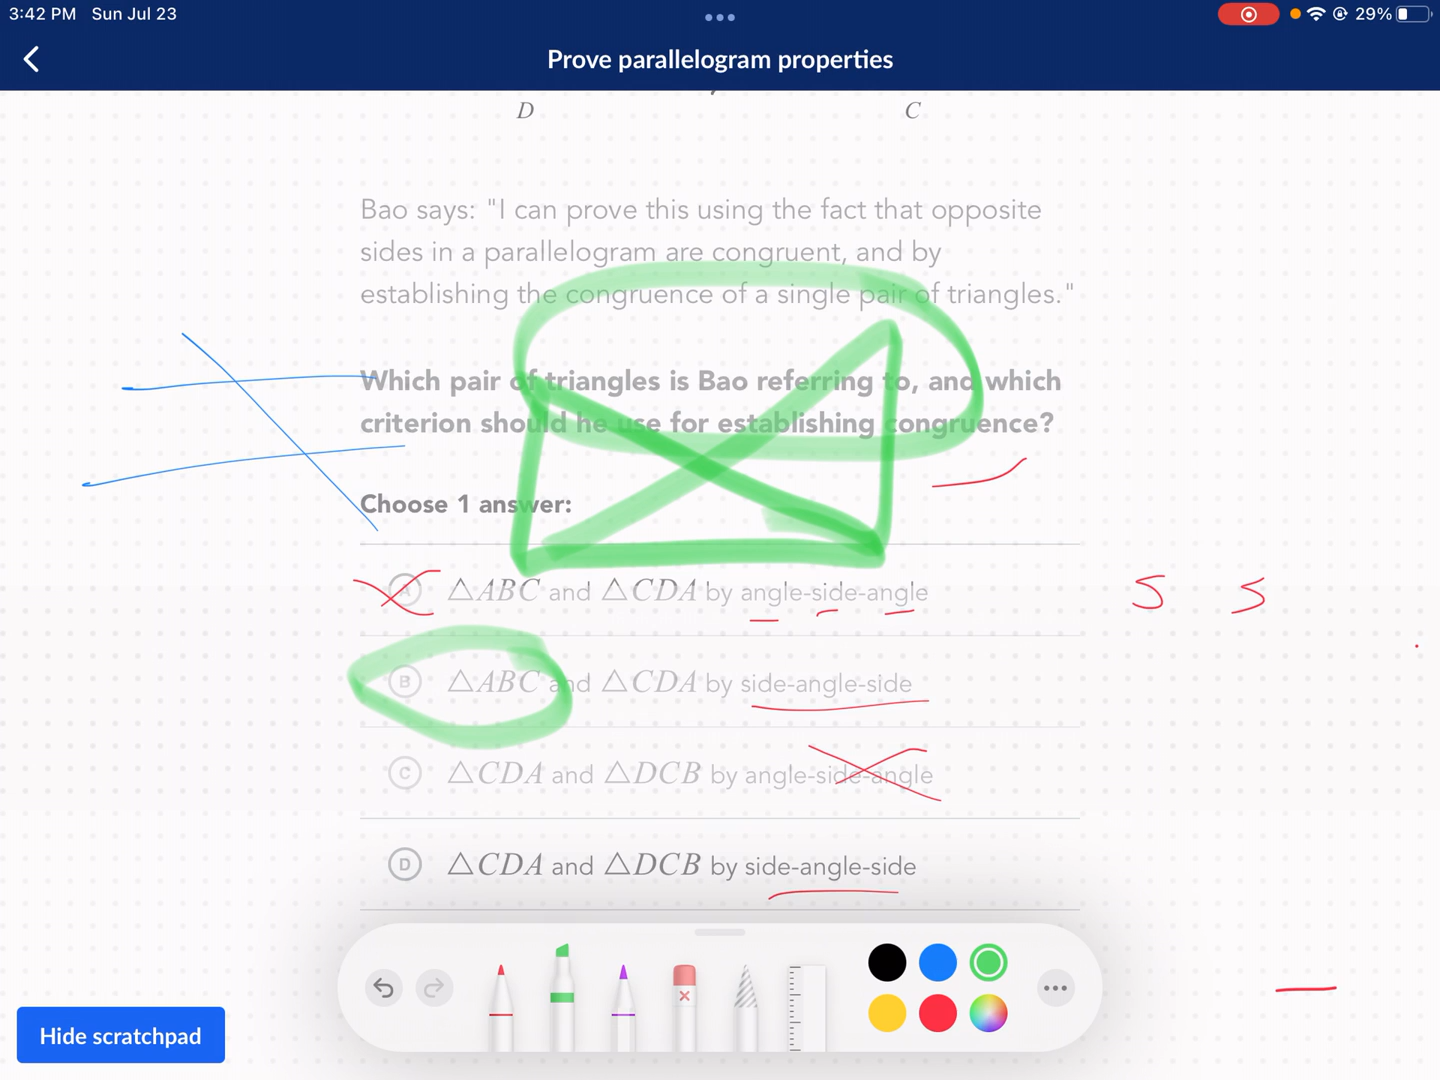 3:42 PM Sun Jul 23 29%
Prove parallelogram properties
D C
Bao says: "I can prove this using the fact that opposite
sides in a parallelogram are congruent, and by
establishing the congruence of a single pair of triangles."
Which pair of triangles is Bao referring to, and which
criterion should he use for establishing congruence?
Choose 1 answer:
A △ABC and △CDA by angle-side-angle
S S
B △ABC and △CDA by side-angle-side
C △CDA and △DCB by angle-side-angle
D △CDA and △DCB by side-angle-side
Hide scratchpad